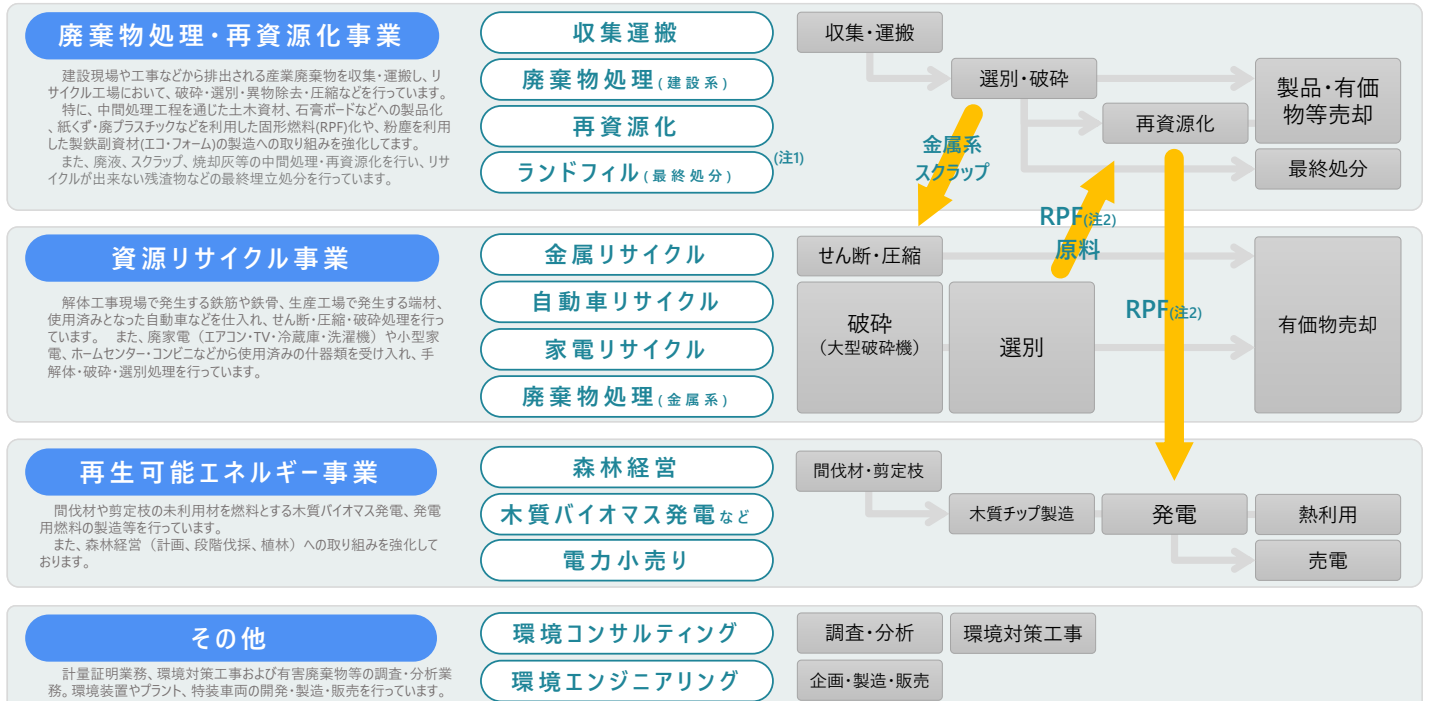 廃棄物処理・再資源化事業
建設現場や工事などから排出される産業廃棄物を収集・運搬し、リ
サイクル工場において、破砕・選別・異物除去・圧縮などを行っています。
特に、中間処理工程を通じた土木資材、石膏ボードなどへの製品化
、紙くず・廃プラスチックなどを利用した固形燃料(RPF)化や、粉塵を利用
した製鉄副資材(エコ・フォーム)の製造への取り組みを強化してます。
また、廃液、スクラップ、焼却灰等の中間処理・再資源化を行い、リサ
イクルが出来ない残渣物などの最終埋立処分を行っています。
収集運搬
廃棄物処理(建設系)
再資源化
ランドフィル(最終処分)
(注1)
収集・運搬
選別・破砕
再資源化
製品・有価
物等売却
最終処分
金属系
スクラップ
RPF(注2)
原料
資源リサイクル事業
解体工事現場で発生する鉄筋や鉄骨、生産工場で発生する端材、
使用済みとなった自動車などを仕入れ、せん断・圧縮・破砕処理を行っ
ています。 また、廃家電（エアコン・TV・冷蔵庫・洗濯機）や小型家
電、ホームセンター・コンビニなどから使用済みの什器類を受け入れ、手
解体・破砕・選別処理を行っています。
金属リサイクル
自動車リサイクル
家電リサイクル
廃棄物処理(金属系)
せん断・圧縮
破砕
（大型破砕機）
選別
RPF(注2)
有価物売却
再生可能エネルギー事業
間伐材や剪定枝の未利用材を燃料とする木質バイオマス発電、発電
用燃料の製造等を行っています。
また、森林経営（計画、段階伐採、植林）への取り組みを強化して
おります。
森林経営
木質バイオマス発電など
電力小売り
間伐材・剪定枝
木質チップ製造
発電
熱利用
売電
その他
計量証明業務、環境対策工事および有害廃棄物等の調査・分析業
務。環境装置やプラント、特装車両の開発・製造・販売を行っています。
環境コンサルティング
環境エンジニアリング
調査・分析
環境対策工事
企画・製造・販売